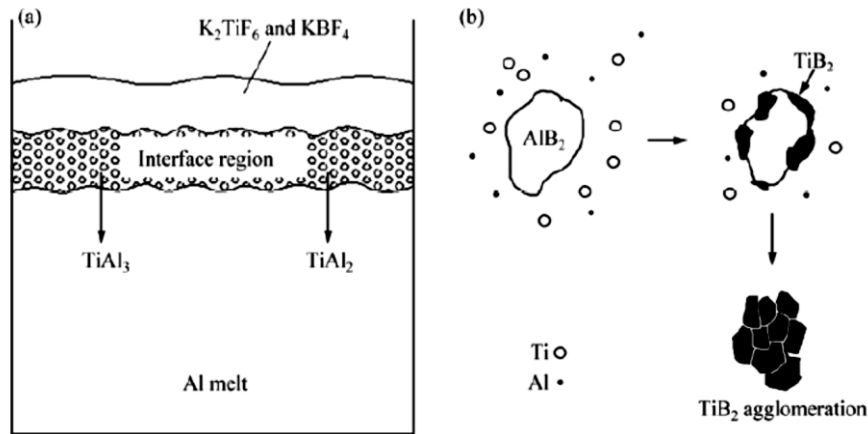 (a)
K₂TiF₆ and KBF₄
Interface region
TiAl₃
TiAl₂
Al melt
(b)
AlB₂
TiB₂
Ti
Al
TiB₂ agglomeration